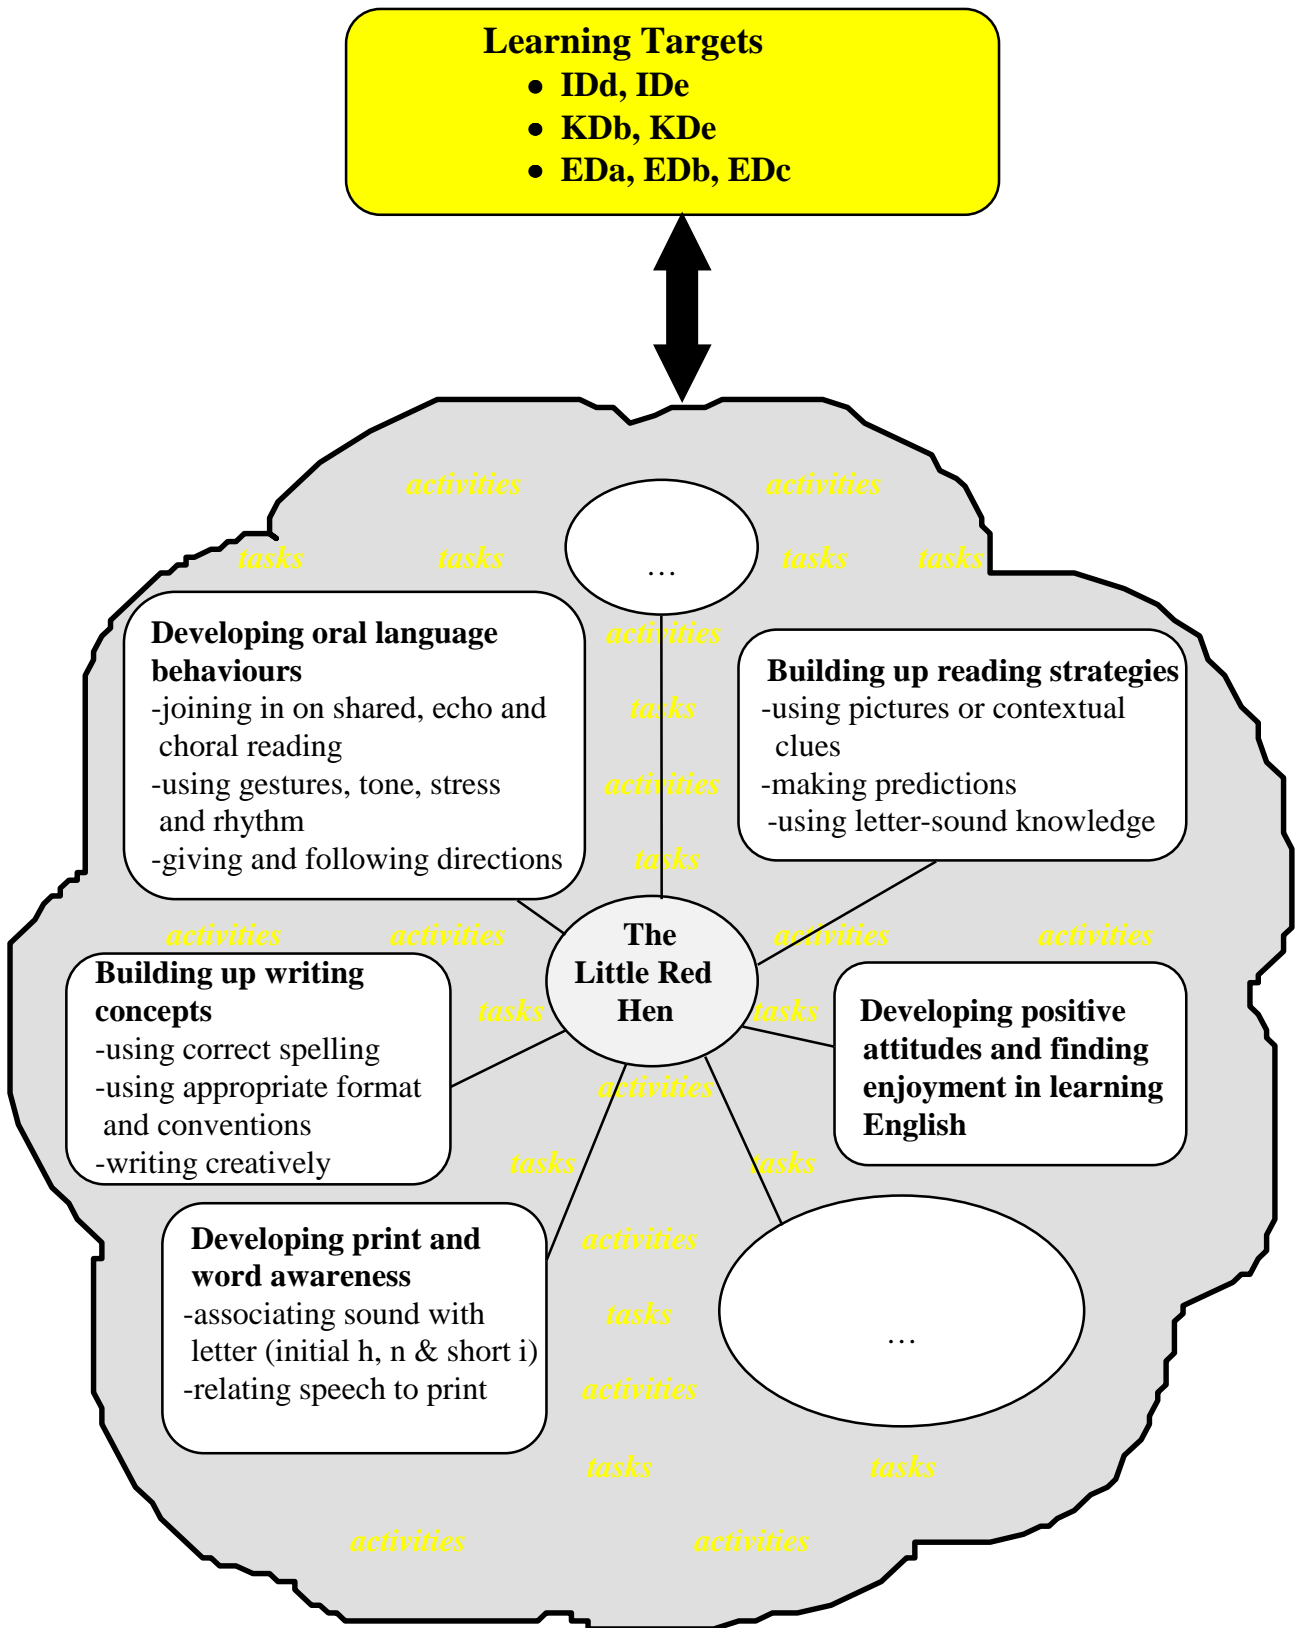 Learning Targets
• IDd, IDe
• KDb, KDe
• EDa, EDb, EDc
activities
activities
tasks
tasks
tasks
tasks
…
Developing oral language
behaviours
-joining in on shared, echo and
choral reading
-using gestures, tone, stress
and rhythm
-giving and following directions
activities
tasks
activities
tasks
Building up reading strategies
-using pictures or contextual
clues
-making predictions
-using letter-sound knowledge
activities
activities
The
Little Red
Hen
activities
activities
Building up writing
concepts
-using correct spelling
-using appropriate format
and conventions
-writing creatively
tasks
tasks
Developing positive
attitudes and finding
enjoyment in learning
English
activities
tasks
tasks
Developing print and
word awareness
-associating sound with
letter (initial h, n & short i)
-relating speech to print
activities
tasks
activities
…
tasks
tasks
activities
activities